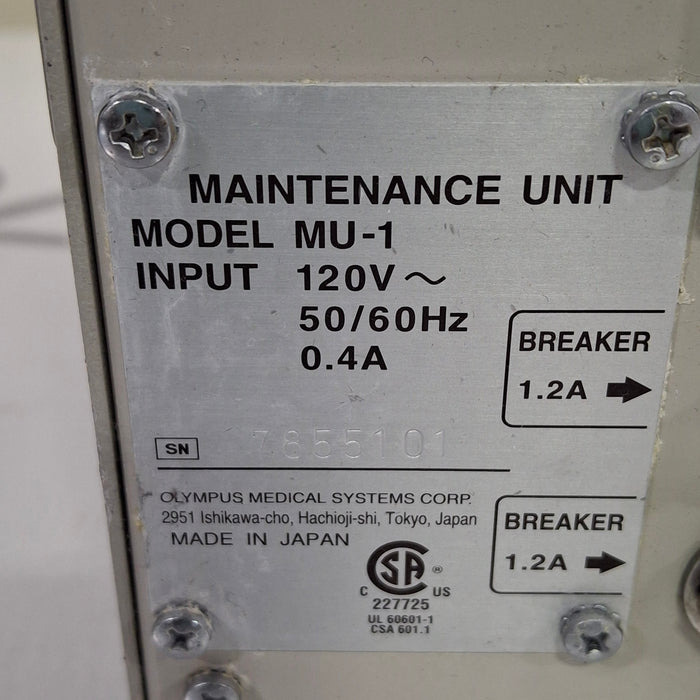 MAINTENANCE UNIT
MODEL MU-1
INPUT 120V ~
50/60Hz
0.4A
BREAKER
1.2A ➡
SN 7855101
OLYMPUS MEDICAL SYSTEMS CORP.
2951 Ishikawa-cho, Hachioji-shi, Tokyo, Japan
MADE IN JAPAN
BREAKER
1.2A ➡
CSA ®
C US
227725
UL 60601-1
CSA 601.1